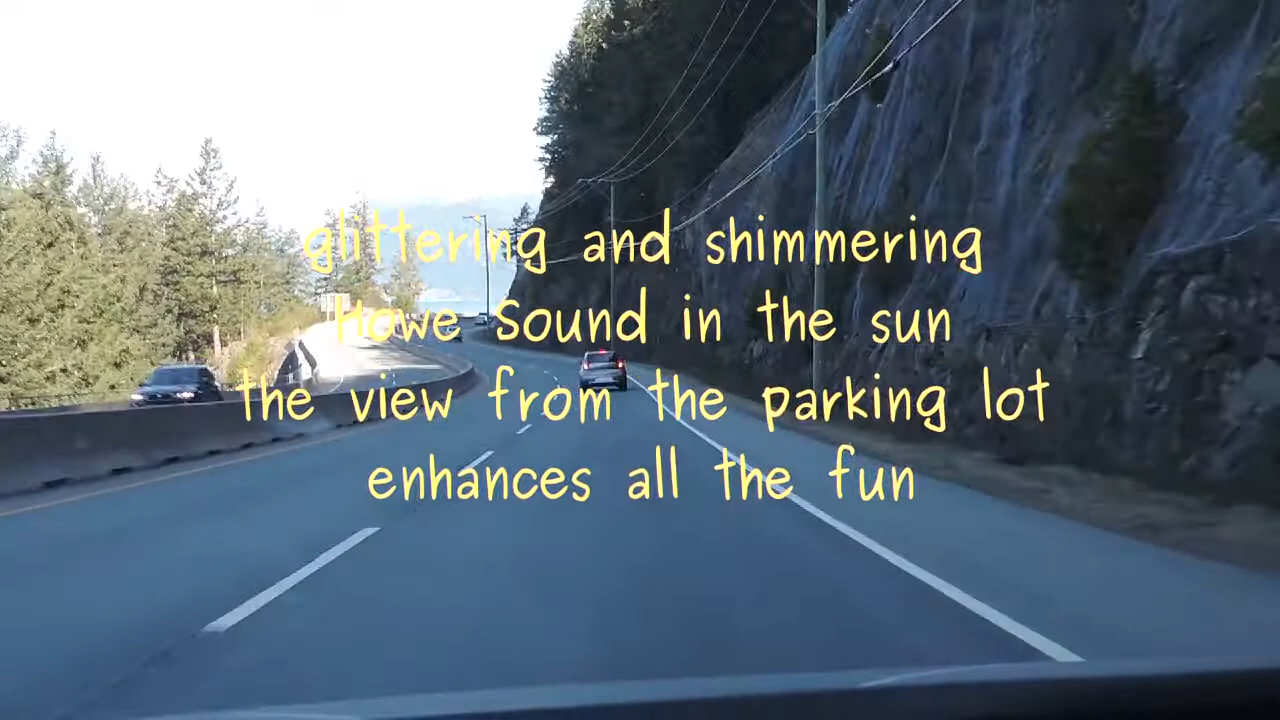 glittering and shimmering
Howe Sound in the sun
the view from the parking lot
enhances all the fun